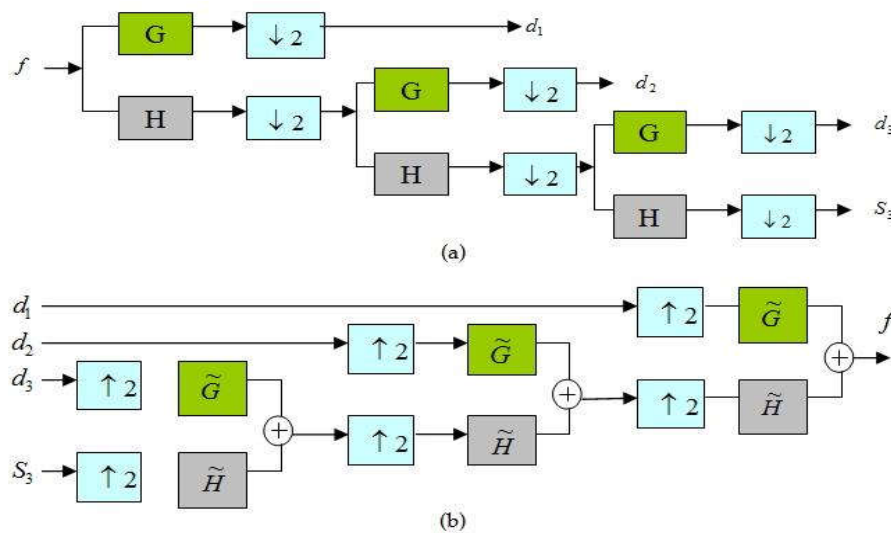 G ↓ 2 d₁
f
G ↓ 2 d₂
H ↓ 2
G ↓ 2 d₃
H ↓ 2
H ↓ 2 S₃
(a)
d₁ ↑ 2 G̃ f
d₂ ↑ 2 G̃
+
d₃ ↑ 2 G̃
+
↑ 2 H̃
+
↑ 2 H̃
S₃ ↑ 2 H̃
(b)